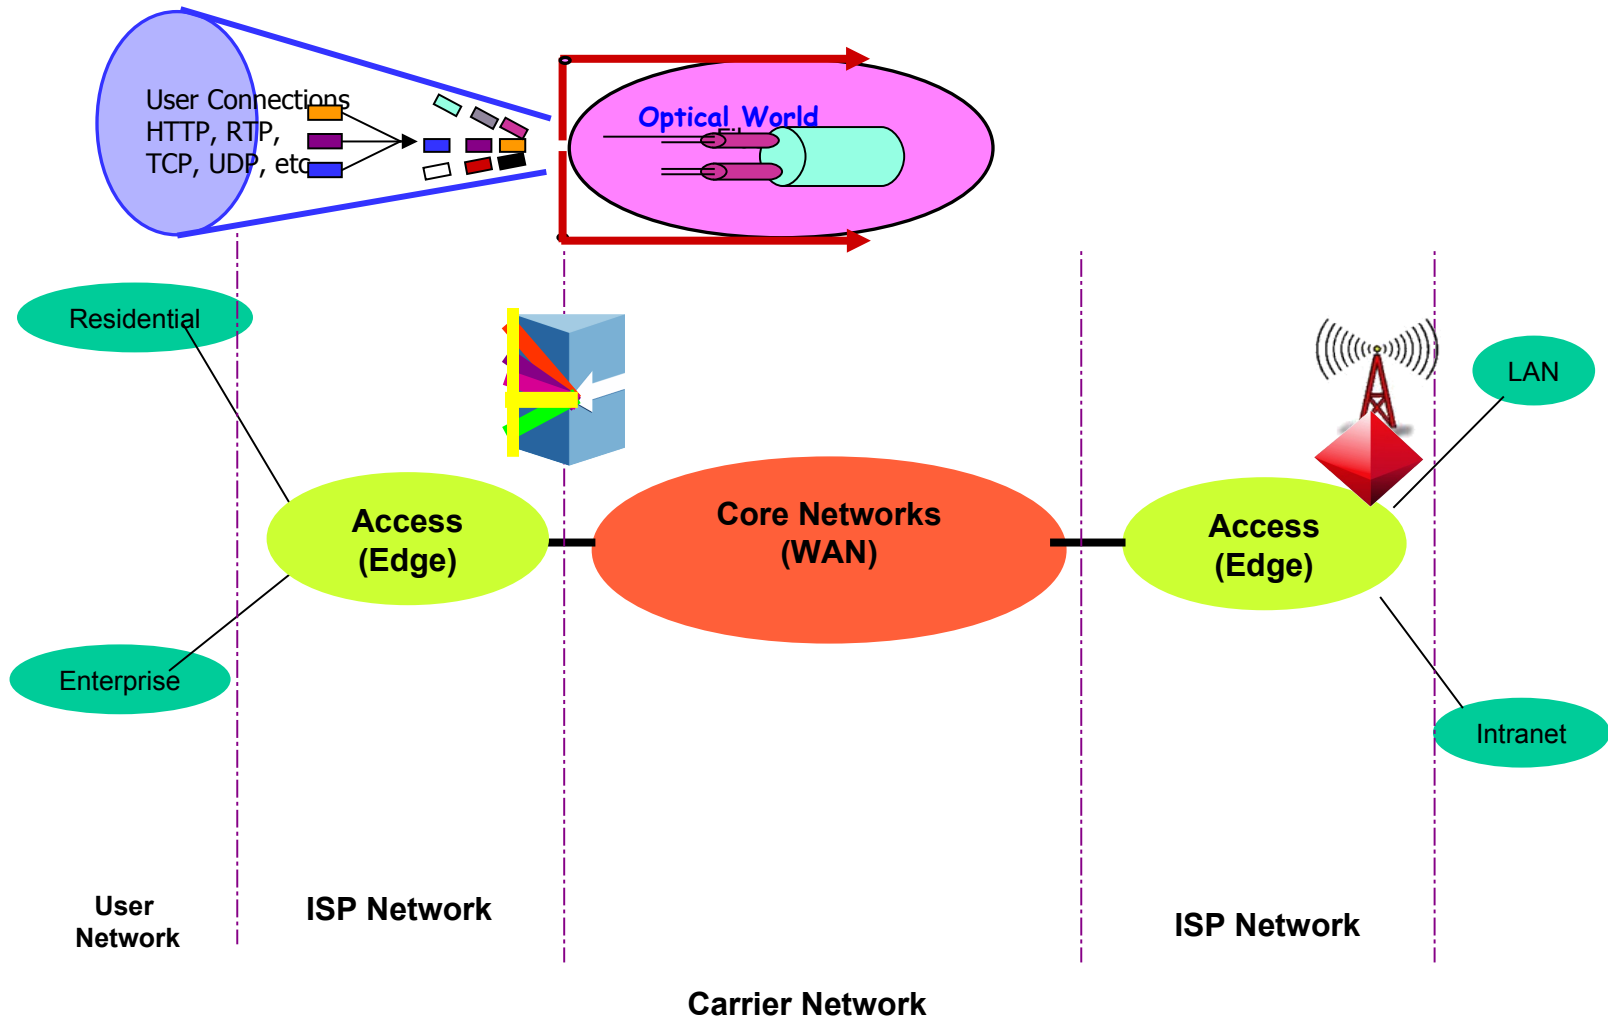 User Connections
HTTP, RTP,
TCP, UDP, etc
Optical World
Residential
LAN
Access
(Edge)
Core Networks
(WAN)
Access
(Edge)
Enterprise
Intranet
User
Network
ISP Network
ISP Network
Carrier Network